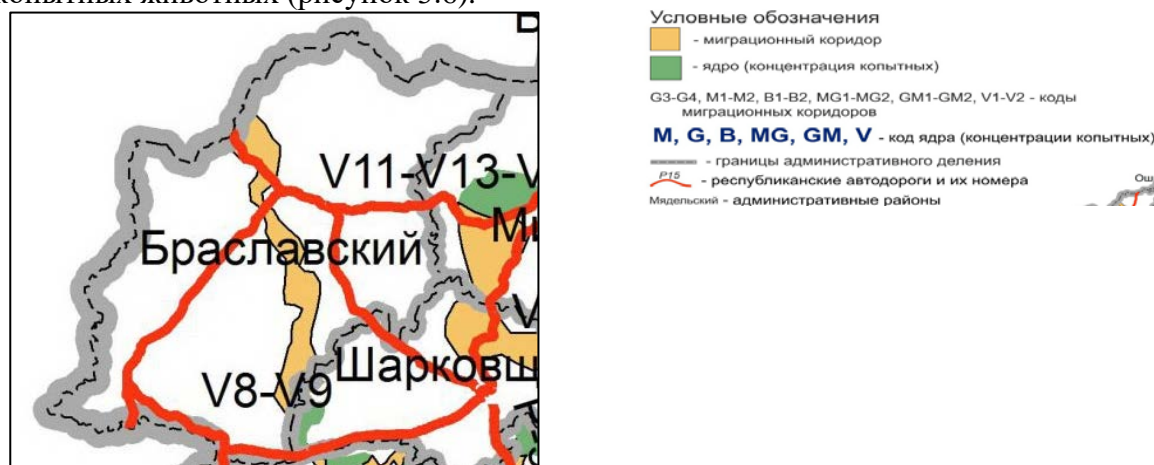 копытных животных (рисунок 3.6).
V11-V13-V
Браславский
Шарковщ
V8-V9
Условные обозначения
- миграционный коридор
- ядро (концентрация копытных)
G3-G4, M1-M2, B1-B2, MG1-MG2, GM1-GM2, V1-V2 - коды
миграционных коридоров
M, G, B, MG, GM, V - код ядра (концентрации копытных)
- границы административного деления
P15 - республиканские автодороги и их номера
Мядельский - административные районы
Ош